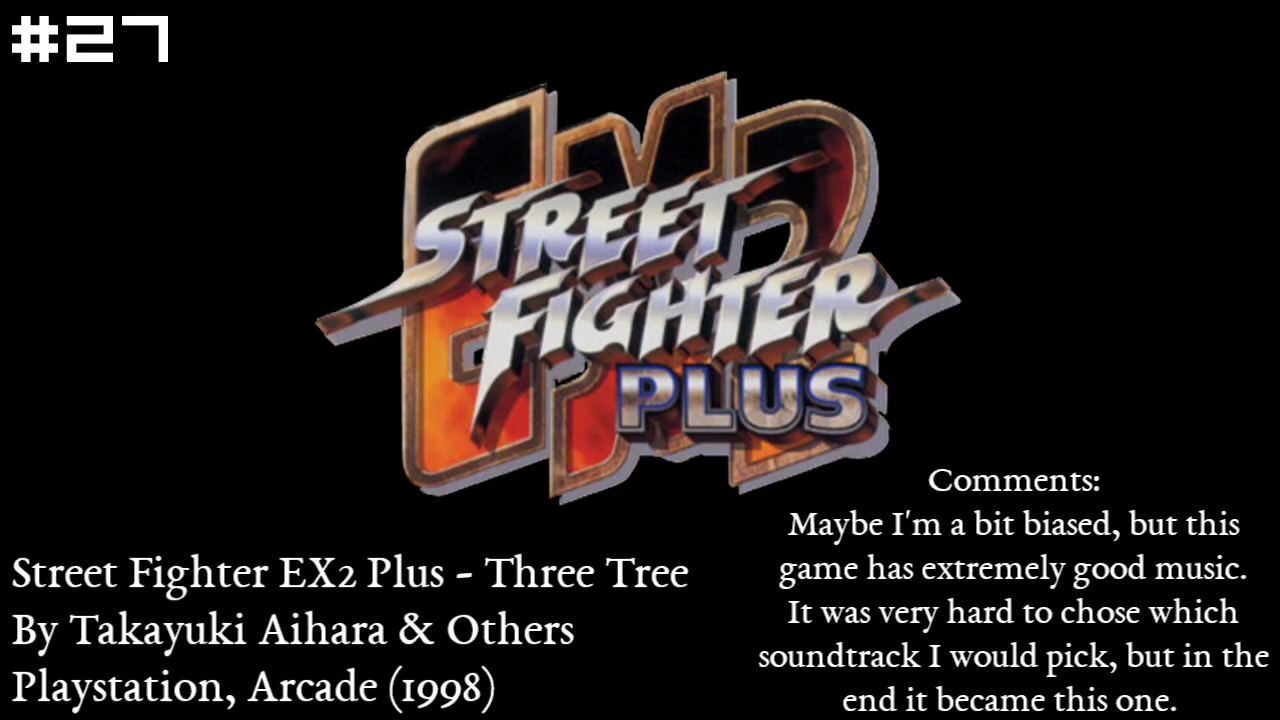 #27
EX2
STREET
FIGHTER
PLUS
Comments:
Maybe I'm a bit biased, but this
game has extremely good music.
It was very hard to chose which
soundtrack I would pick, but in the
end it became this one.
Street Fighter EX2 Plus - Three Tree
By Takayuki Aihara & Others
Playstation, Arcade (1998)